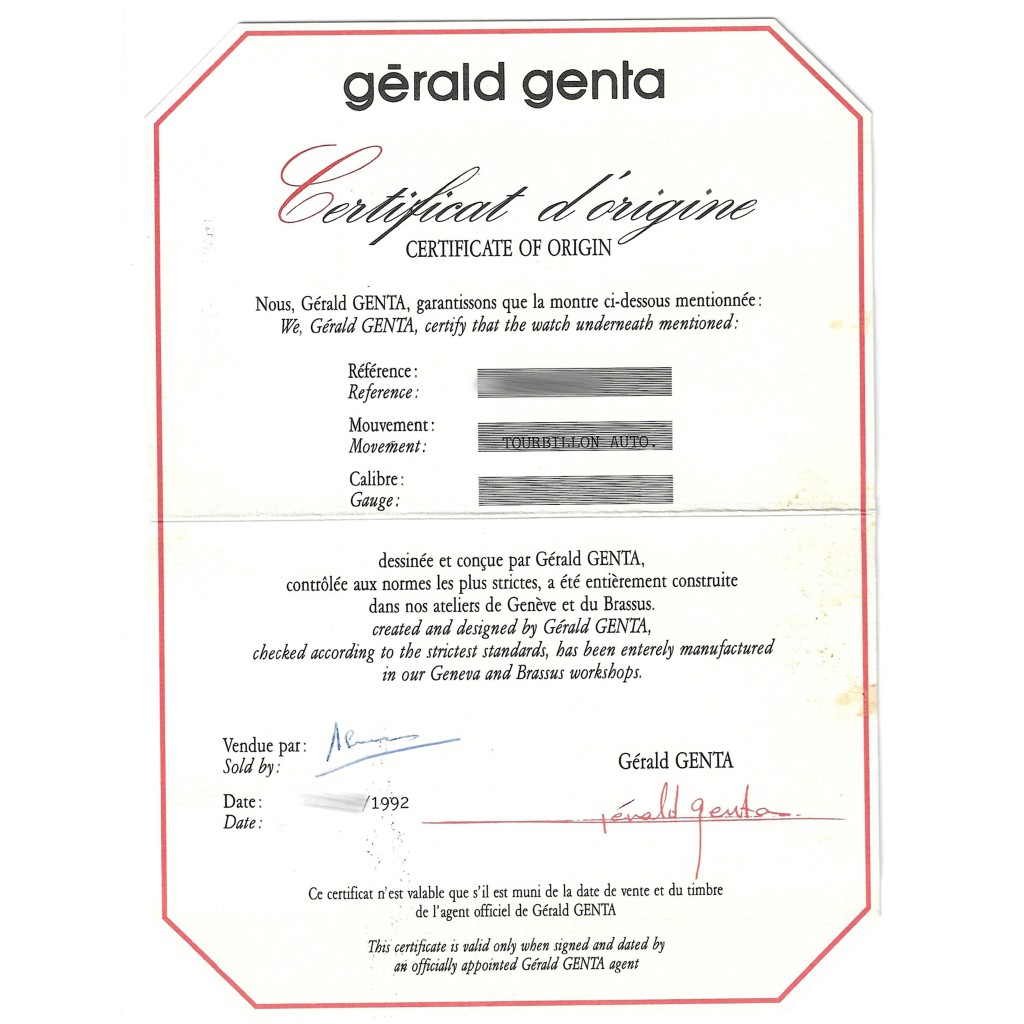 gērald genta
Certificat d'origine
CERTIFICATE OF ORIGIN
Nous, Gérald GENTA, garantissons que la montre ci-dessous mentionnée :
We, Gérald GENTA, certify that the watch underneath mentioned :
Référence :
Reference :
Mouvement :
Movement :
TOURBILLON AUTO.
Calibre :
Gauge :
dessinée et conçue par Gérald GENTA,
contrôlée aux normes les plus strictes, a été entièrement construite
dans nos ateliers de Genève et du Brassus.
created and designed by Gérald GENTA,
checked according to the strictest standards, has been enterely manufactured
in our Geneva and Brassus workshops.
Vendue par :
Sold by :
Gérald GENTA
Date : /1992
Date :
gérald genta
Ce certificat n'est valable que s'il est muni de la date de vente et du timbre
de l'agent officiel de Gérald GENTA
This certificate is valid only when signed and dated by
an officially appointed Gérald GENTA agent